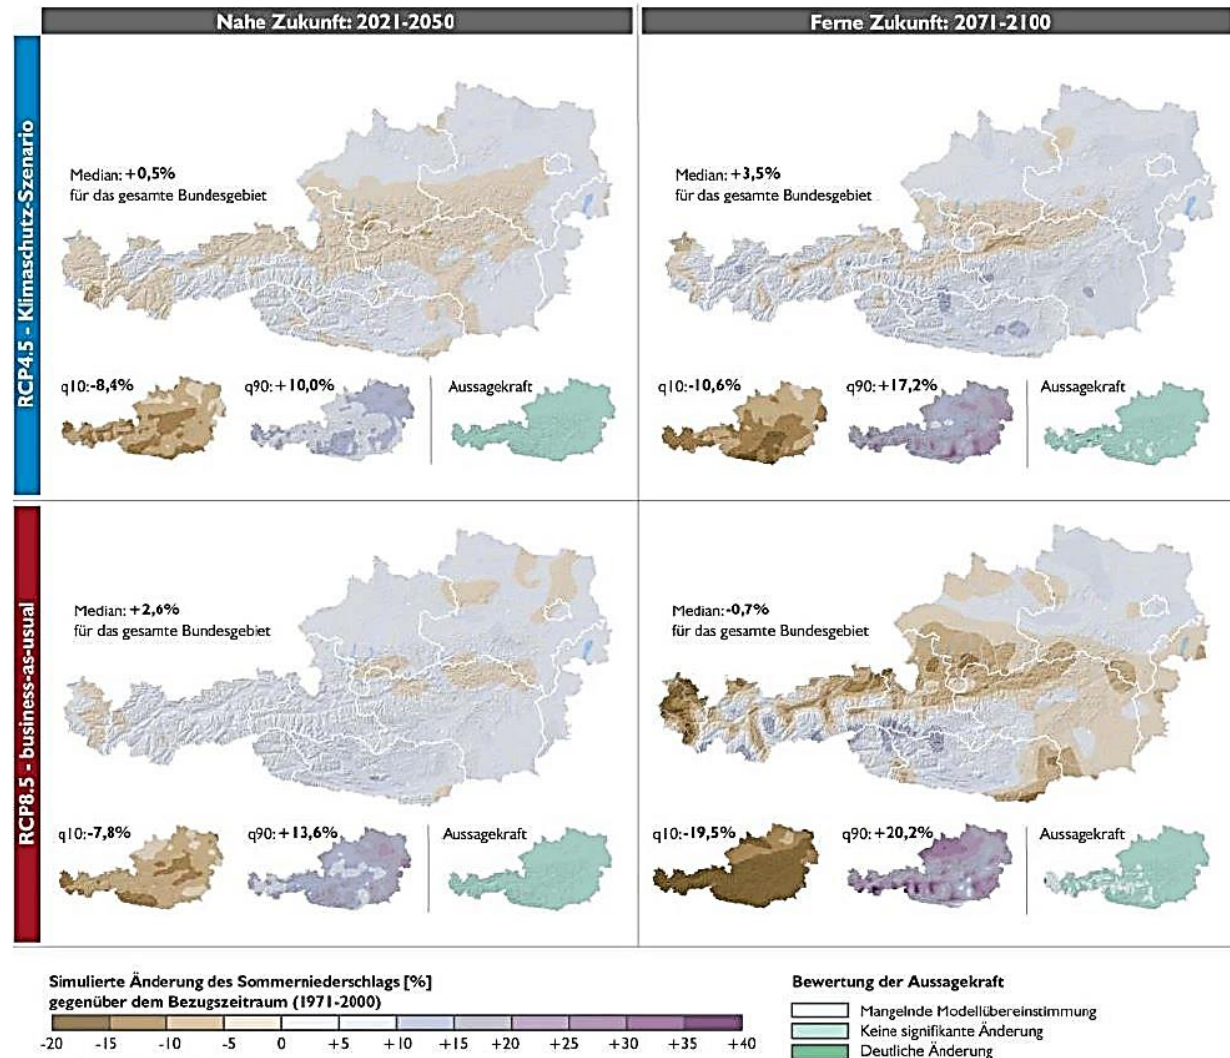 Nahe Zukunft: 2021-2050
Ferne Zukunft: 2071-2100
RCP4.5 - Klimaschutz-Szenario
Median: +0,5%
für das gesamte Bundesgebiet
q10:-8,4%
q90:+10,0%
Aussagekraft
Median: +3,5%
für das gesamte Bundesgebiet
q10:-10,6%
q90:+17,2%
Aussagekraft
RCP8.5 - business-as-usual
Median: +2,6%
für das gesamte Bundesgebiet
q10:-7,8%
q90:+13,6%
Aussagekraft
Median: -0,7%
für das gesamte Bundesgebiet
q10:-19,5%
q90:+20,2%
Aussagekraft
Simulierte Änderung des Sommerniederschlags [%]
gegenüber dem Bezugszeitraum (1971-2000)
-20 -15 -10 -5 0 +5 +10 +15 +20 +25 +30 +35 +40
Bewertung der Aussagekraft
Mangelnde Modellübereinstimmung
Keine signifikante Änderung
Deutliche Änderung